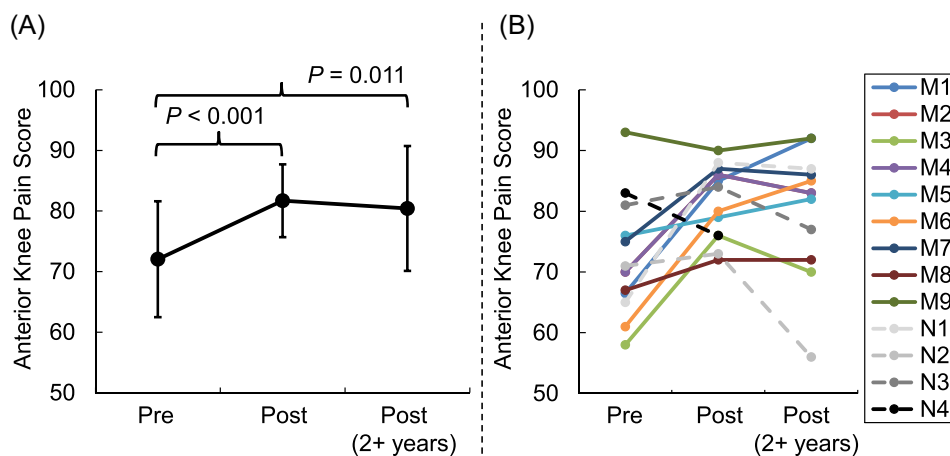 (A)
P = 0.011
P < 0.001
Anterior Knee Pain Score
100
90
80
70
60
50
Pre
Post
Post
(2+ years)
(B)
Anterior Knee Pain Score
100
90
80
70
60
50
Pre
Post
Post
(2+ years)
M1
M2
M3
M4
M5
M6
M7
M8
M9
N1
N2
N3
N4